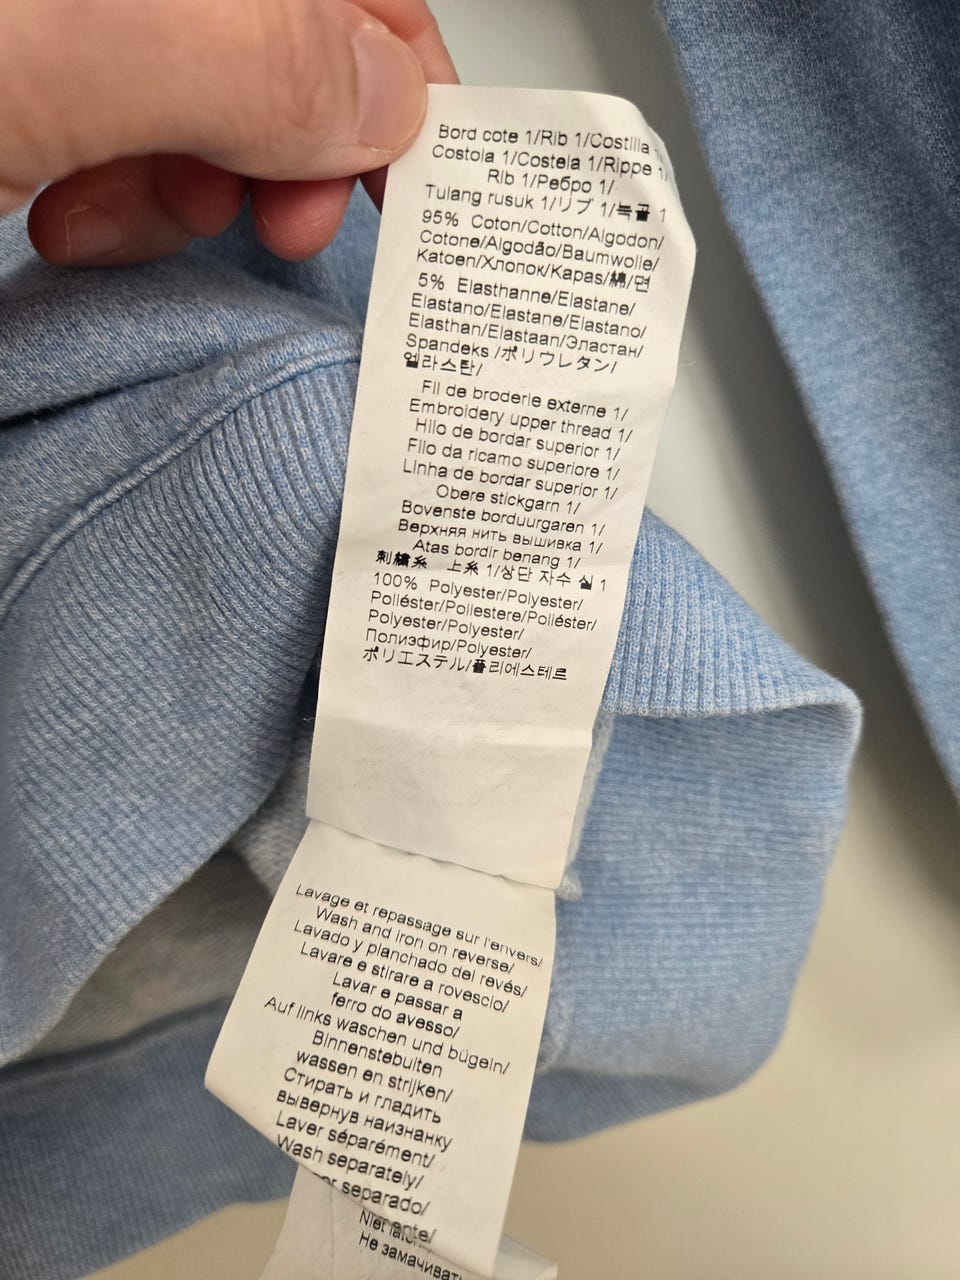 Bord cote 1/Rib 1/Costilla
Costola 1/Costela 1/Rippe 1/
Rib 1/Ребро 1/
Tulang rusuk 1/リブ 1/늑골 1
95% Coton/Cotton/Algodon/
Cotone/Algodão/Baumwolle/
Katoen/Хлопок/Kapas/綿/면
5% Elasthanne/Elastane/
Elastano/Elastane/Elastano/
Elasthan/Elastaan/Эластан/
Spandeks /ポリウレタン/
엘라스탄/
Fil de broderie externe 1/
Embroidery upper thread 1/
Hilo de bordar superior 1/
Filo da ricamo superiore 1/
Linha de bordar superior 1/
Obere stickgarn 1/
Bovenste borduurgaren 1/
Верхняя нить вышивка 1/
Atas bordir benang 1/
刺繍糸 上糸 1/상단 자수 실 1
100% Polyester/Polyester/
Poliéster/Poliestere/Poliéster/
Polyester/Polyester/
Полиэфир/Polyester/
ポリエステル/폴리에스테르
Lavage et repassage sur l'envers/
Wash and iron on reverse/
Lavado y planchado del revés/
Lavare e stirare a rovescio/
Lavar e passar a
ferro do avesso/
Auf links waschen und bügeln/
Binnenstebuiten
wassen en strijken/
Стирать и гладить
вывернув наизнанку
Laver séparément/
Wash separately/
separado/
Niet
Не замачивать